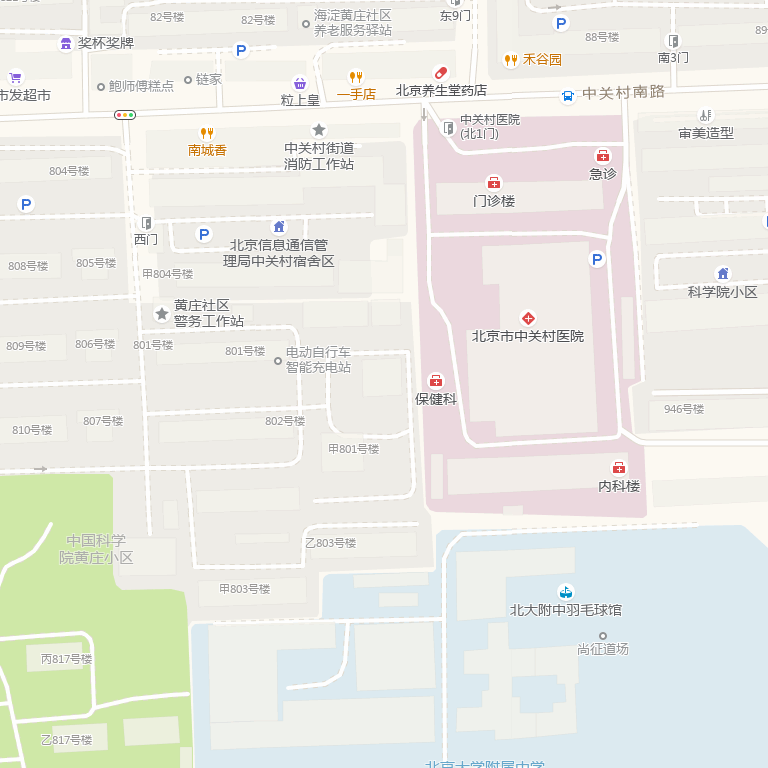 82号楼
82号楼
海淀黄庄社区
养老服务驿站
东9门
P
88号楼
奖杯奖牌
P
禾谷园
南3门
链家
鲍师傅糕点
市发超市
粒上皇
一手店
北京养生堂药店
中关村南路
中关村医院
(北1门)
审美造型
南城香
中关村街道
消防工作站
急诊
804号楼
门诊楼
P
西门
P
北京信息通信管
理局中关村宿舍区
P
808号楼
805号楼
甲804号楼
科学院小区
黄庄社区
警务工作站
北京市中关村医院
809号楼
806号楼
801号楼
801号楼
电动自行车
智能充电站
保健科
946号楼
810号楼
807号楼
802号楼
甲801号楼
内科楼
中国科学
院黄庄小区
乙803号楼
甲803号楼
北大附中羽毛球馆
尚征道场
丙817号楼
乙817号楼
北京大学附属中学